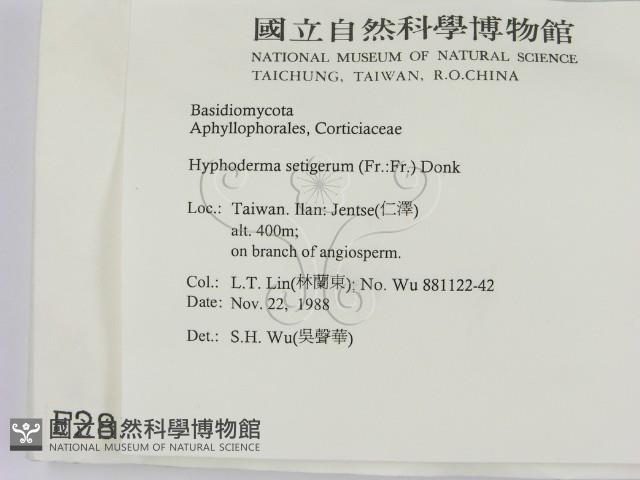 國立自然科學博物館
NATIONAL MUSEUM OF NATURAL SCIENCE
TAICHUNG, TAIWAN, R.O.CHINA
Basidiomycota
Aphyllophorales, Corticiaceae
Hyphoderma setigerum (Fr.:Fr.) Donk
Loc.: Taiwan. Ilan: Jentse(仁澤)
alt. 400m;
on branch of angiosperm.
Col.: L.T. Lin(林蘭東); No. Wu 881122-42
Date: Nov. 22, 1988
Det.: S.H. Wu(吳聲華)
F28
國立自然科學博物館
NATIONAL MUSEUM OF NATURAL SCIENCE